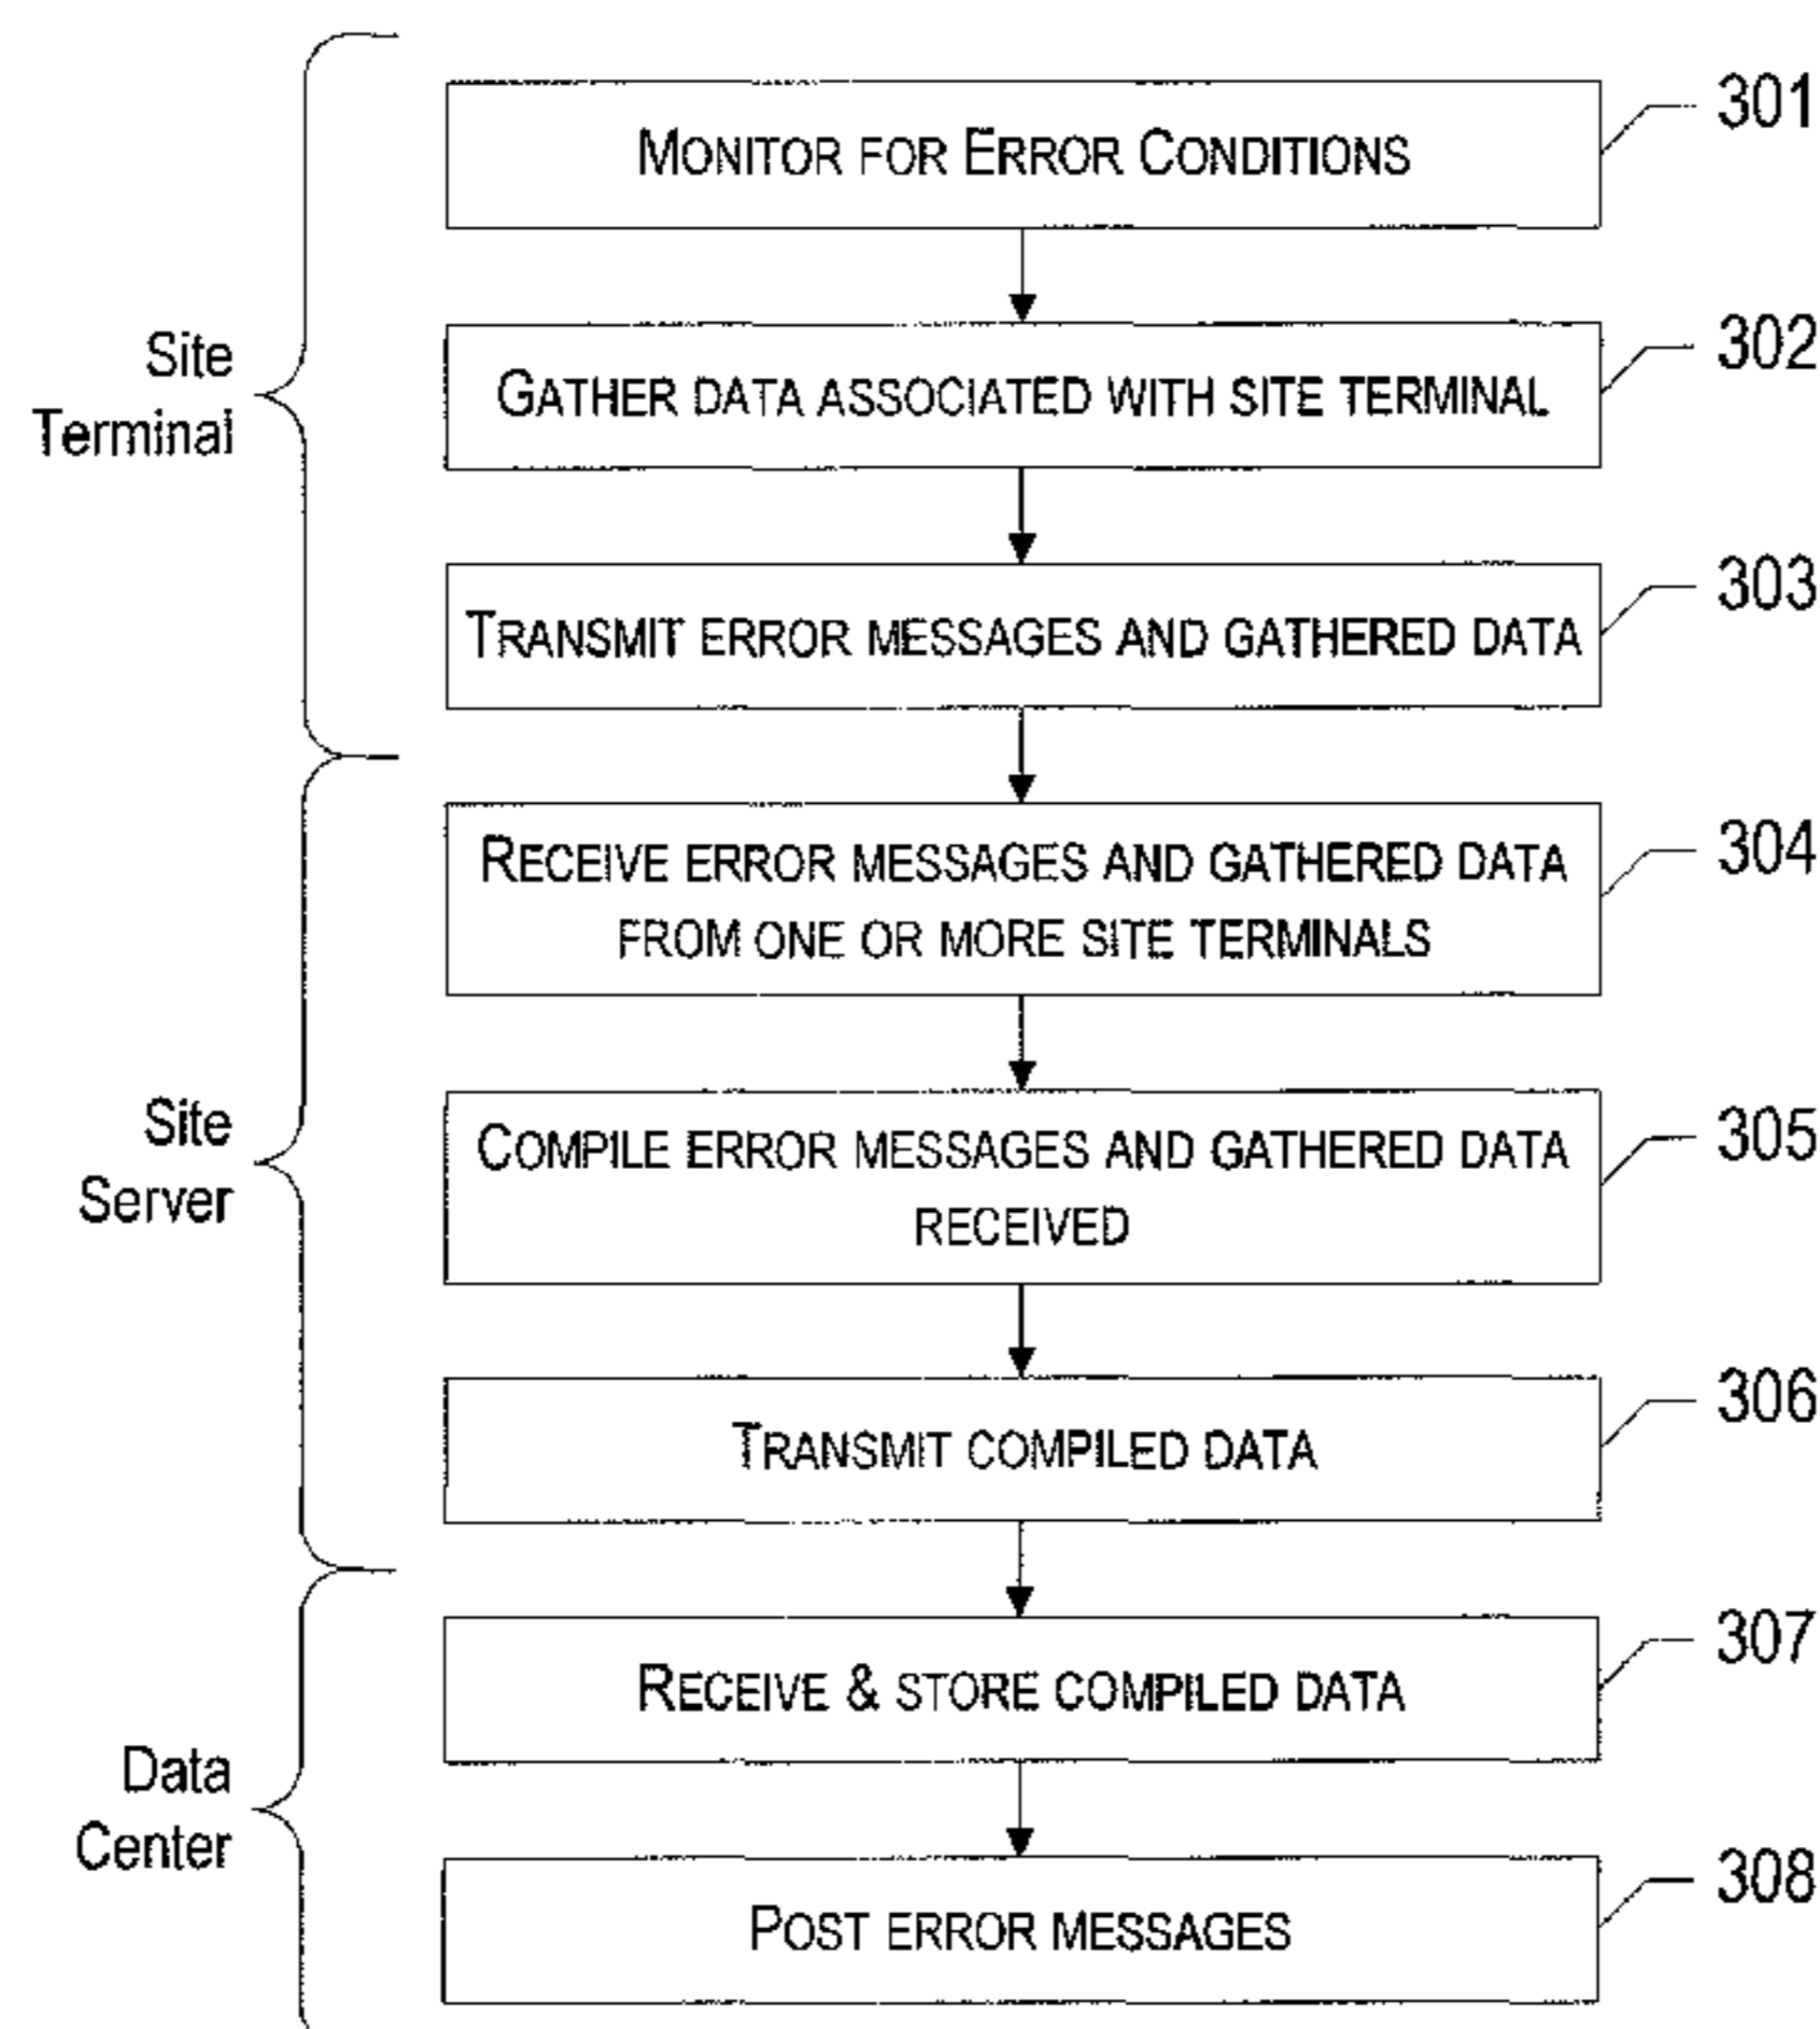 MONITOR FOR ERROR CONDITIONS
301
GATHER DATA ASSOCIATED WITH SITE TERMINAL
302
Site
Terminal
TRANSMIT ERROR MESSAGES AND GATHERED DATA
303
RECEIVE ERROR MESSAGES AND GATHERED DATA
FROM ONE OR MORE SITE TERMINALS
304
Site
Server
COMPILE ERROR MESSAGES AND GATHERED DATA
RECEIVED
305
TRANSMIT COMPILED DATA
306
RECEIVE & STORE COMPILED DATA
307
Data
Center
POST ERROR MESSAGES
308